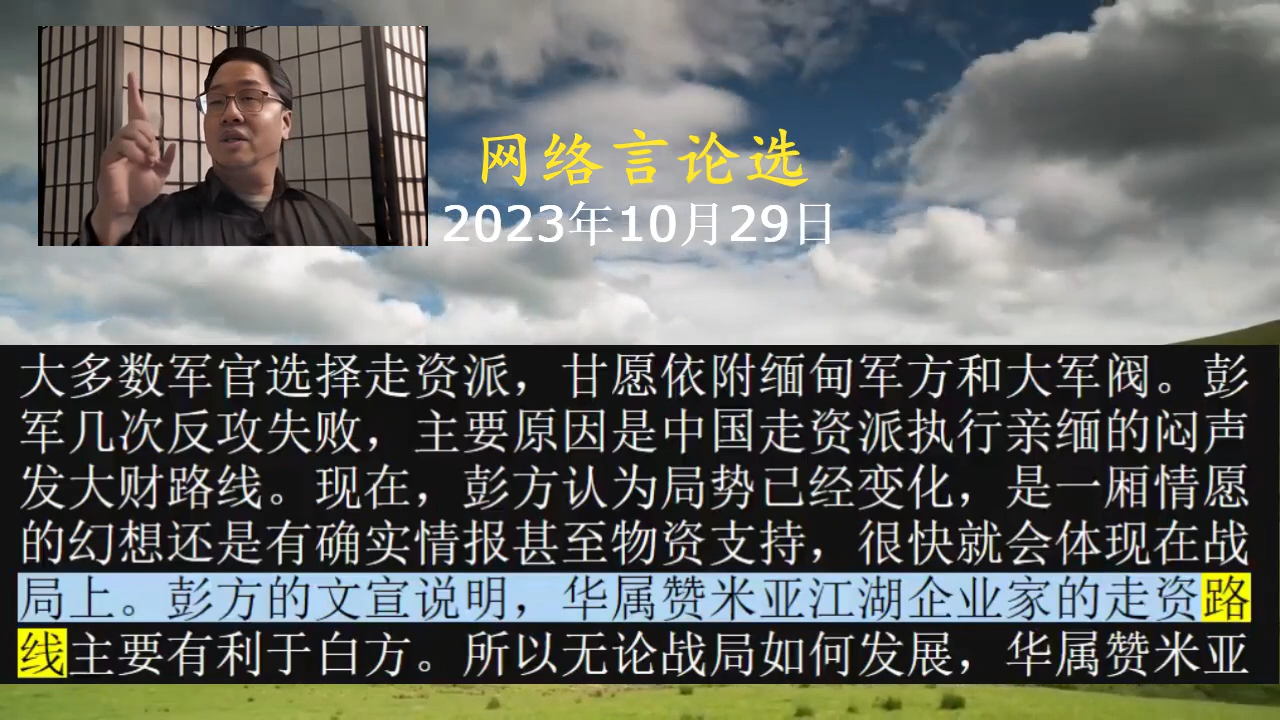 网络言论选
2023年10月29日
大多数军官选择走资派，甘愿依附缅甸军方和大军阀。彭
军几次反攻失败，主要原因是中国走资派执行亲缅的闷声
发大财路线。现在，彭方认为局势已经变化，是一厢情愿
的幻想还是有确实情报甚至物资支持，很快就会体现在战
局上。彭方的文宣说明，华属赞米亚江湖企业家的走资路
线主要有利于白方。所以无论战局如何发展，华属赞米亚